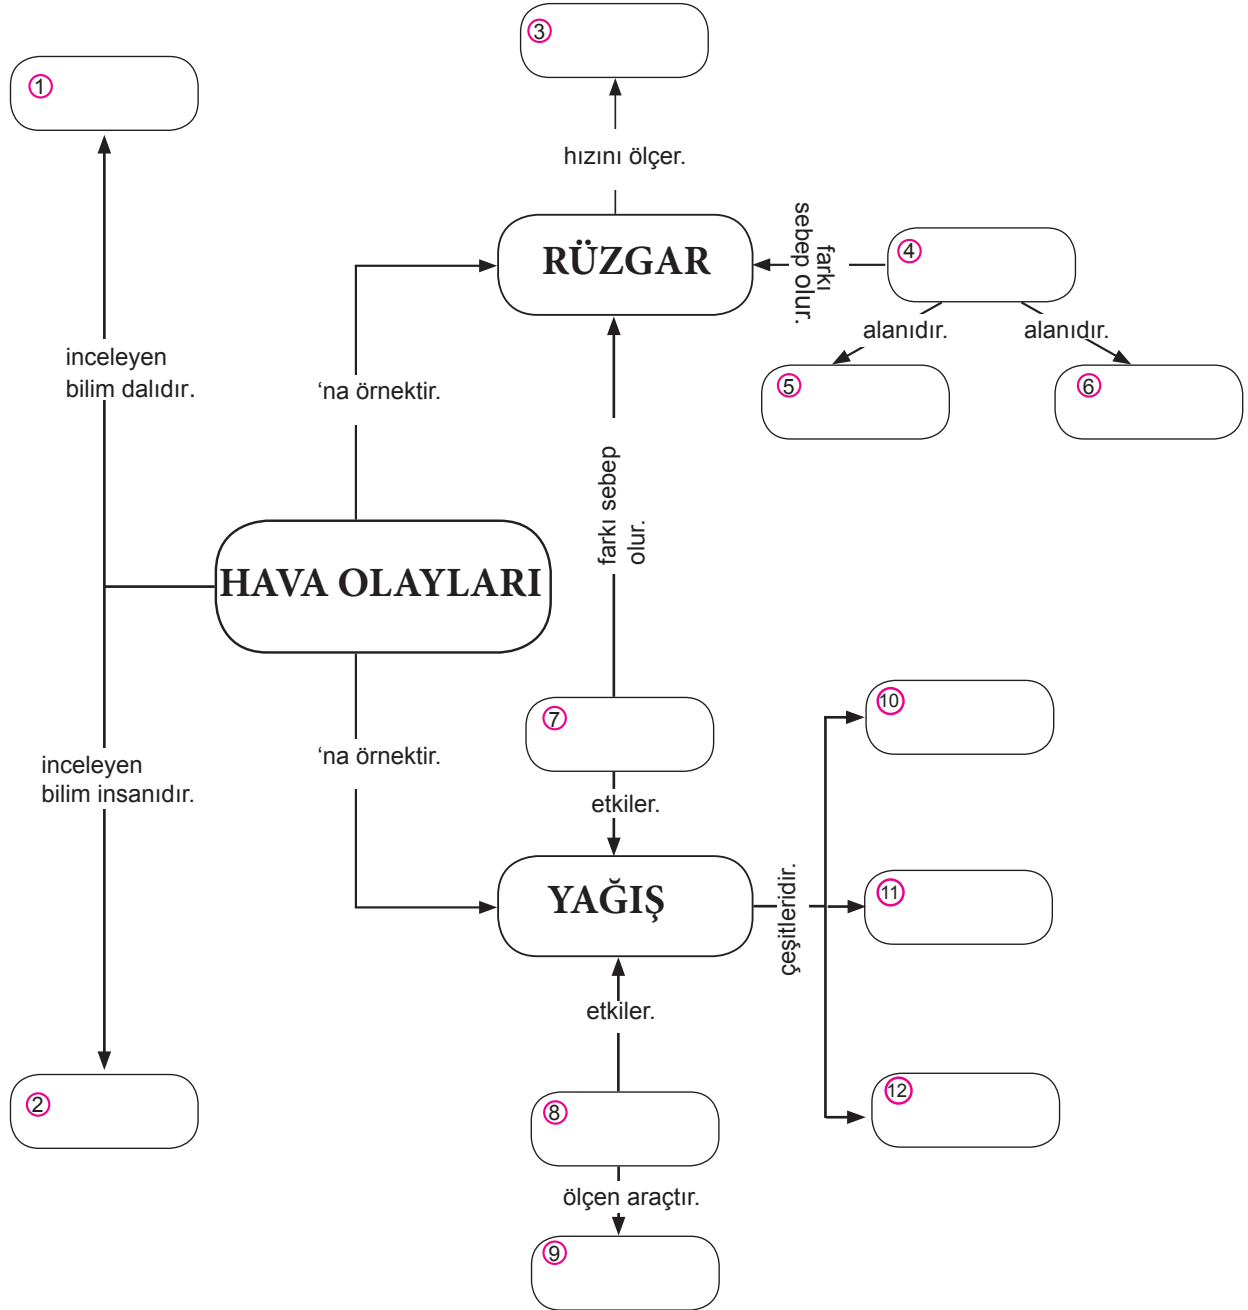 3
1
hızını ölçer.
RÜZGAR
farkı
sebep olur.
4
alanıdır.
alanıdır.
5
6
inceleyen
bilim dalıdır.
‘na örnektir.
farkı sebep
olur.
HAVA OLAYLARI
7
10
‘na örnektir.
inceleyen
bilim insanıdır.
etkiler.
YAĞIŞ
çeşitleridir.
11
etkiler.
2
8
12
ölçen araçtır.
9